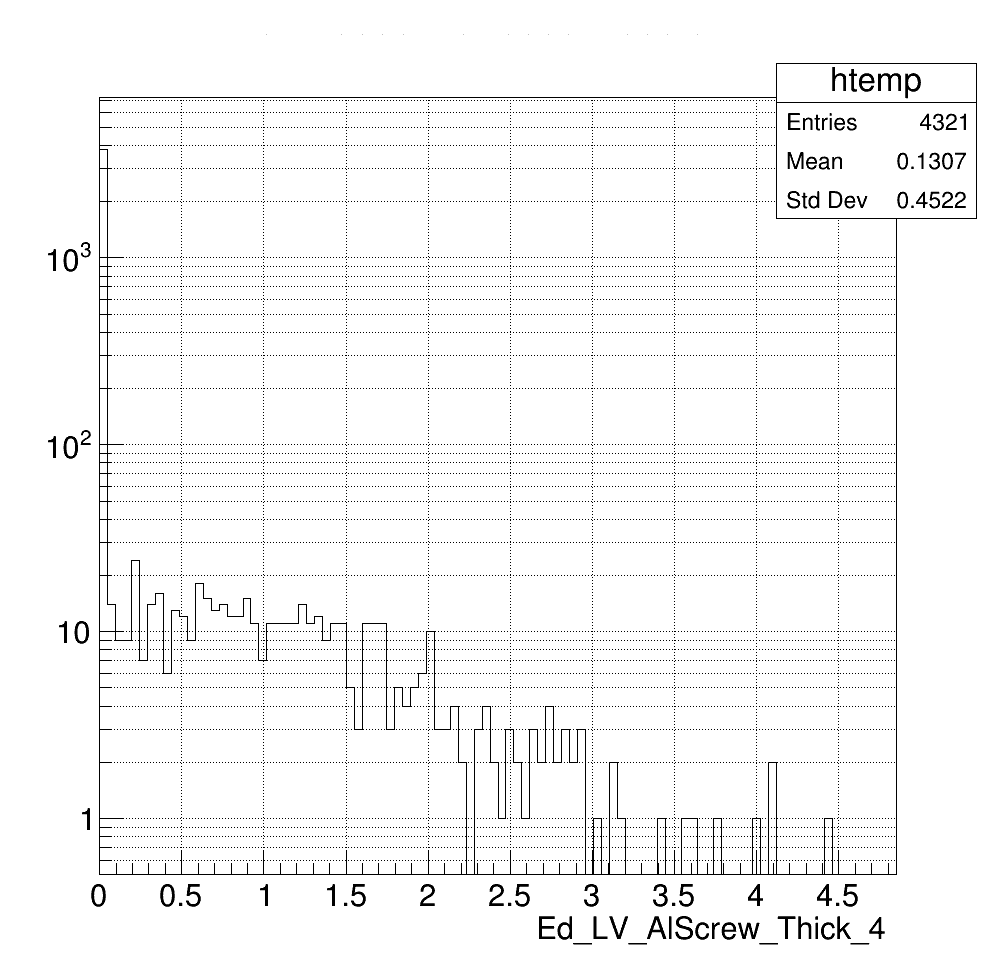 htemp
Entries 4321
Mean 0.1307
Std Dev 0.4522
10³
10²
10
1
0 0.5 1 1.5 2 2.5 3 3.5 4 4.5
Ed_LV_AlScrew_Thick_4